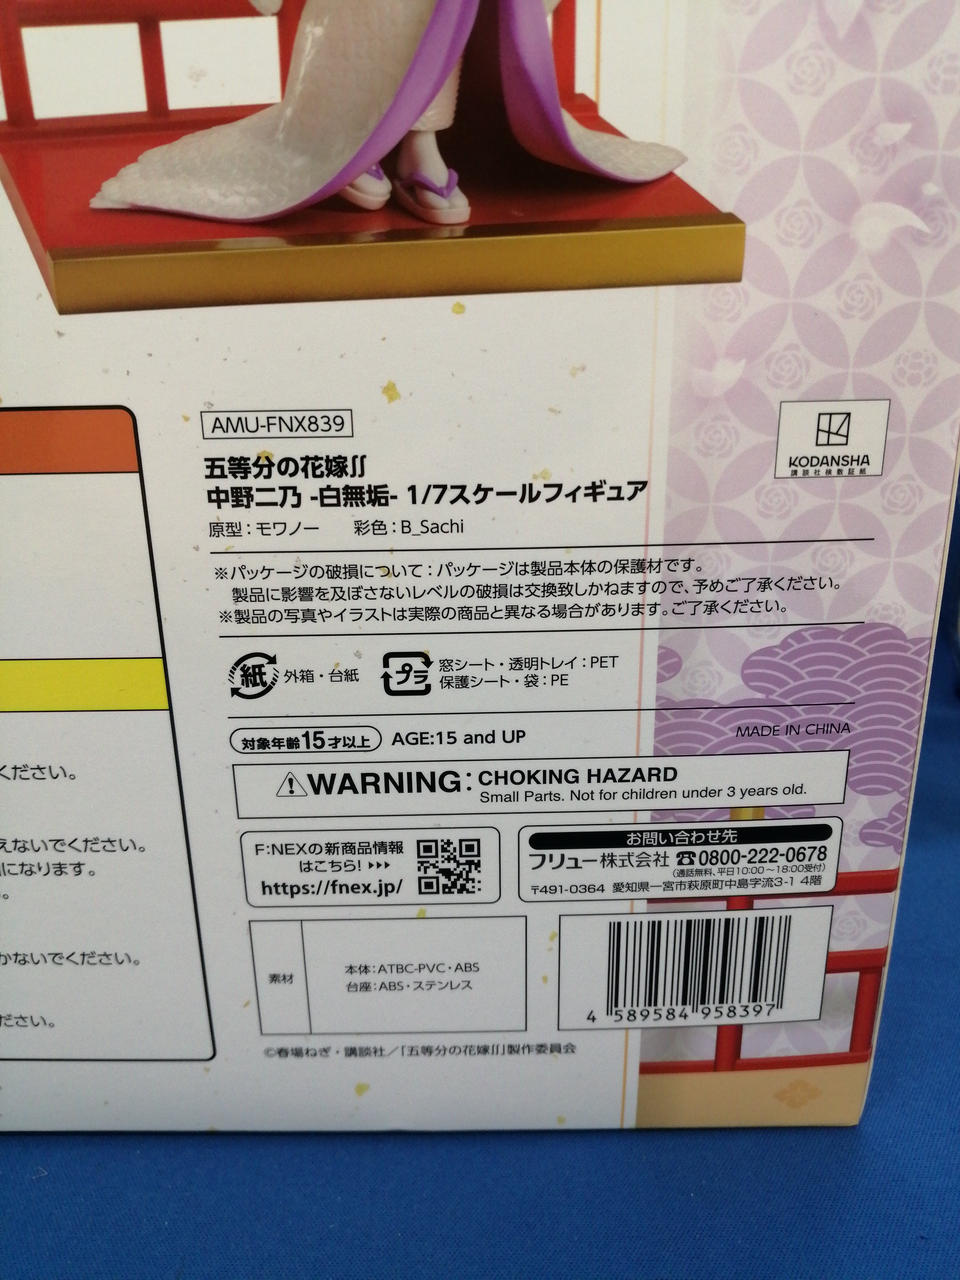 AMU-FNX839
五等分の花嫁∬
中野二乃 -白無垢- 1/7スケールフィギュア
原型：モワノー 彩色：B_Sachi
KODANSHA
講談社検数証紙
※パッケージの破損について：パッケージは製品本体の保護材です。
製品に影響を及ぼさないレベルの破損は交換致しかねますので、予めご了承ください。
※製品の写真やイラストは実際の商品と異なる場合があります。ご了承ください。
紙 外箱・台紙
プラ 窓シート・透明トレイ：PET
保護シート・袋：PE
対象年齢15才以上 AGE:15 and UP
MADE IN CHINA
⚠WARNING: CHOKING HAZARD
Small Parts. Not for children under 3 years old.
F:NEXの新商品情報
はこちら！▸▸▸
https://fnex.jp/
お問い合わせ先
フリュー株式会社 ☎0800-222-0678
（通話無料、平日10:00～18:00受付）
〒491-0364 愛知県一宮市萩原町中島字流3-1 4階
素材
本体：ATBC-PVC・ABS
台座：ABS・ステンレス
4 589584 958397
©春場ねぎ・講談社／「五等分の花嫁∬」製作委員会
ください。
えないでください。
になります。
かないでください。
ださい。